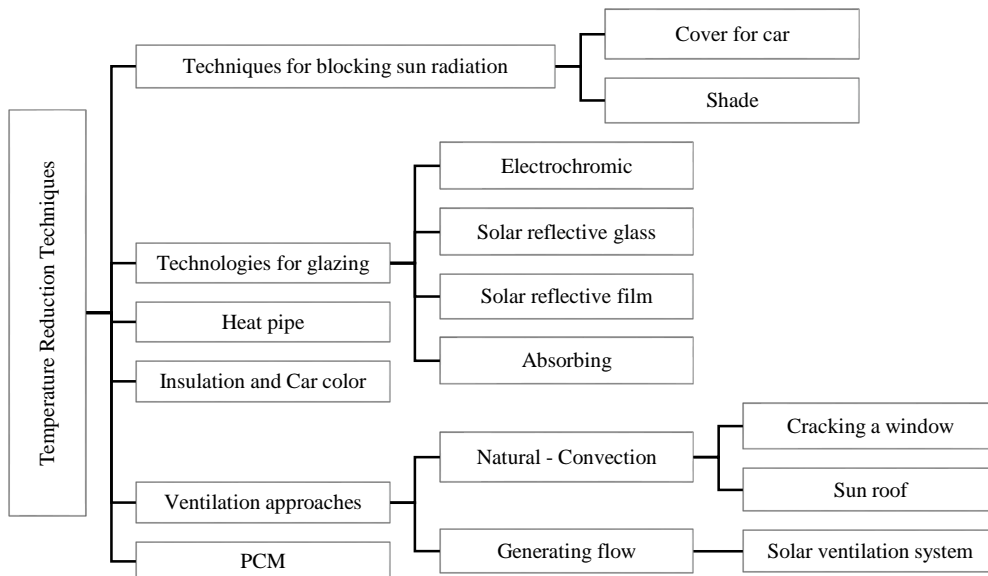 Temperature Reduction Techniques
Techniques for blocking sun radiation
Cover for car
Shade
Technologies for glazing
Electrochromic
Solar reflective glass
Solar reflective film
Absorbing
Heat pipe
Insulation and Car color
Ventilation approaches
Natural - Convection
Cracking a window
Sun roof
Generating flow
Solar ventilation system
PCM